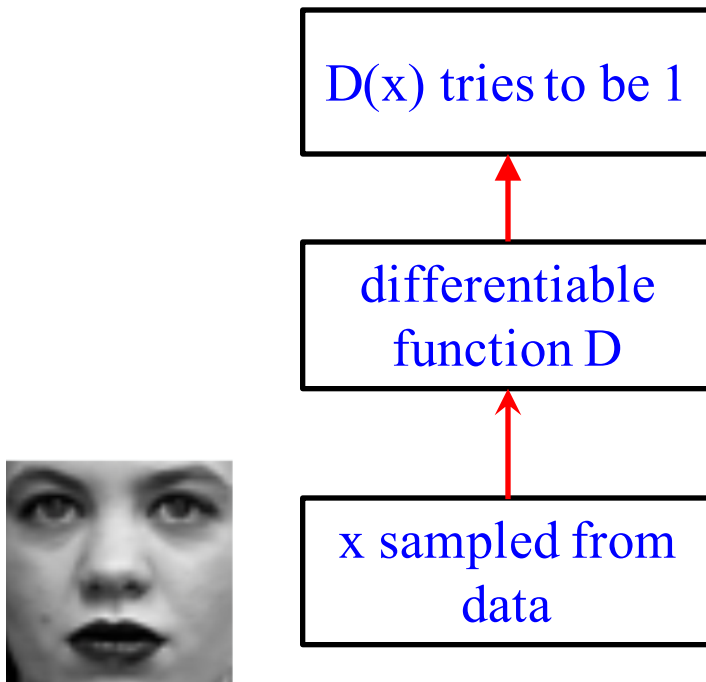 D(x) tries to be 1
differentiable
function D
x sampled from
data